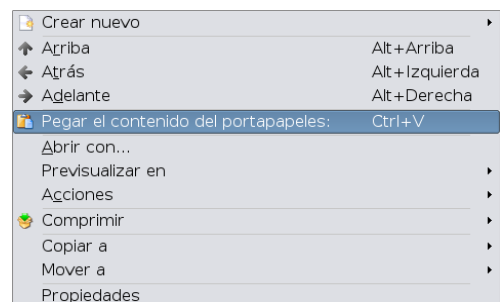 Crear nuevo
Arriba Alt+Arriba
Atrás Alt+Izquierda
Adelante Alt+Derecha
Pegar el contenido del portapapeles: Ctrl+V
Abrir con...
Previsualizar en
Acciones
Comprimir
Copiar a
Mover a
Propiedades